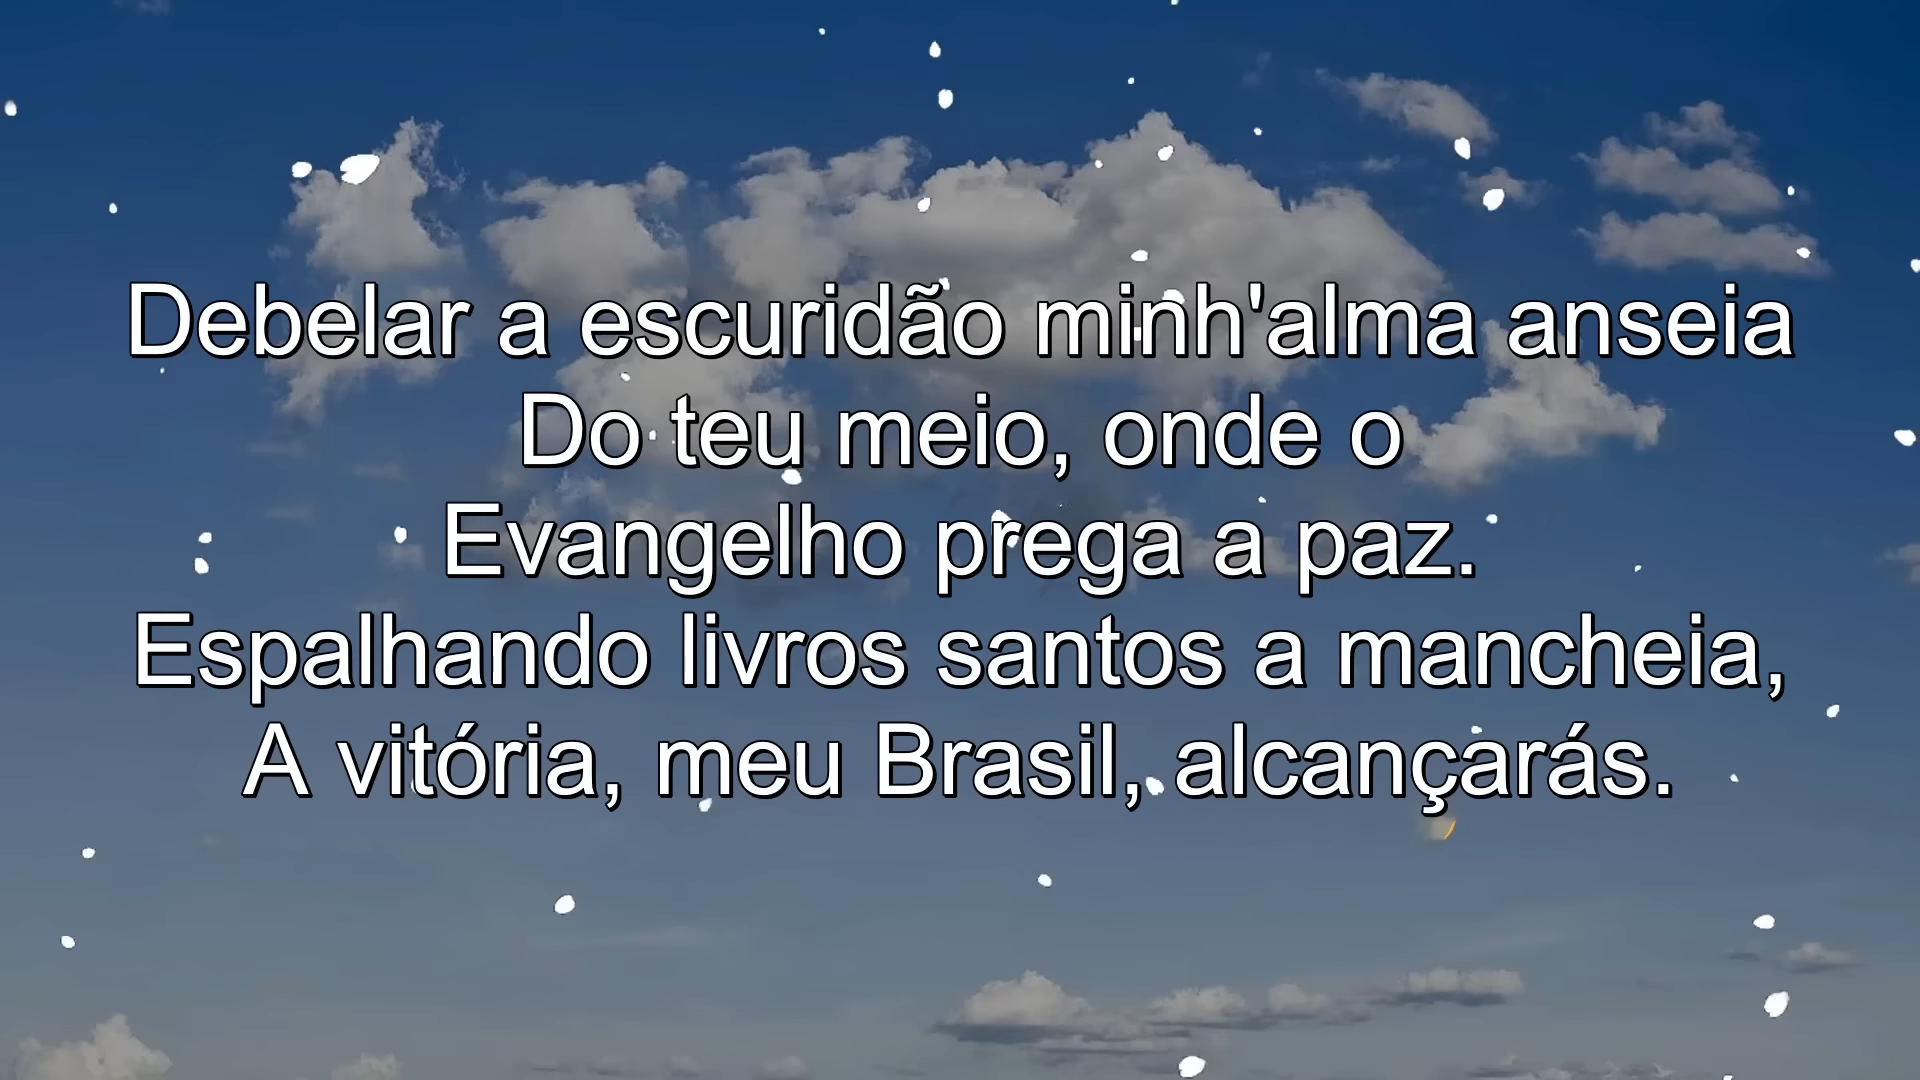 Debelar a escuridão minh'alma anseia
Do teu meio, onde o
Evangelho prega a paz.
Espalhando livros santos a mancheia,
A vitória, meu Brasil, alcançarás.